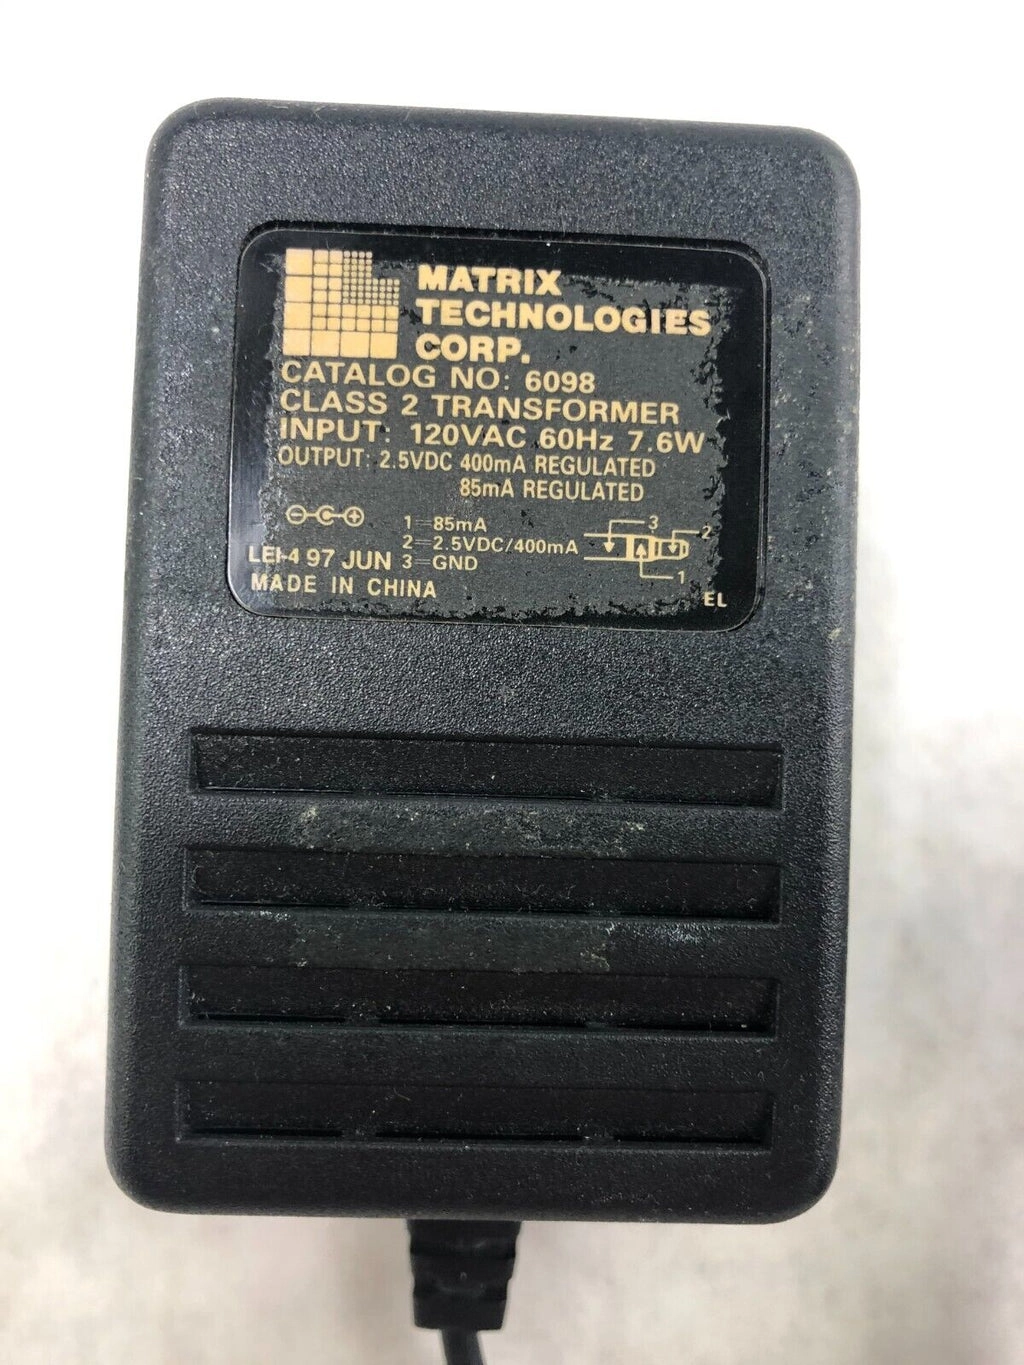 MATRIX
TECHNOLOGIES
CORP.
CATALOG NO: 6098
CLASS 2 TRANSFORMER
INPUT: 120VAC 60Hz 7.6W
OUTPUT: 2.5VDC 400mA REGULATED
85mA REGULATED
1=85mA
2=2.5VDC/400mA
3=GND
3
2
1
LEI-4 97 JUN
MADE IN CHINA
EL